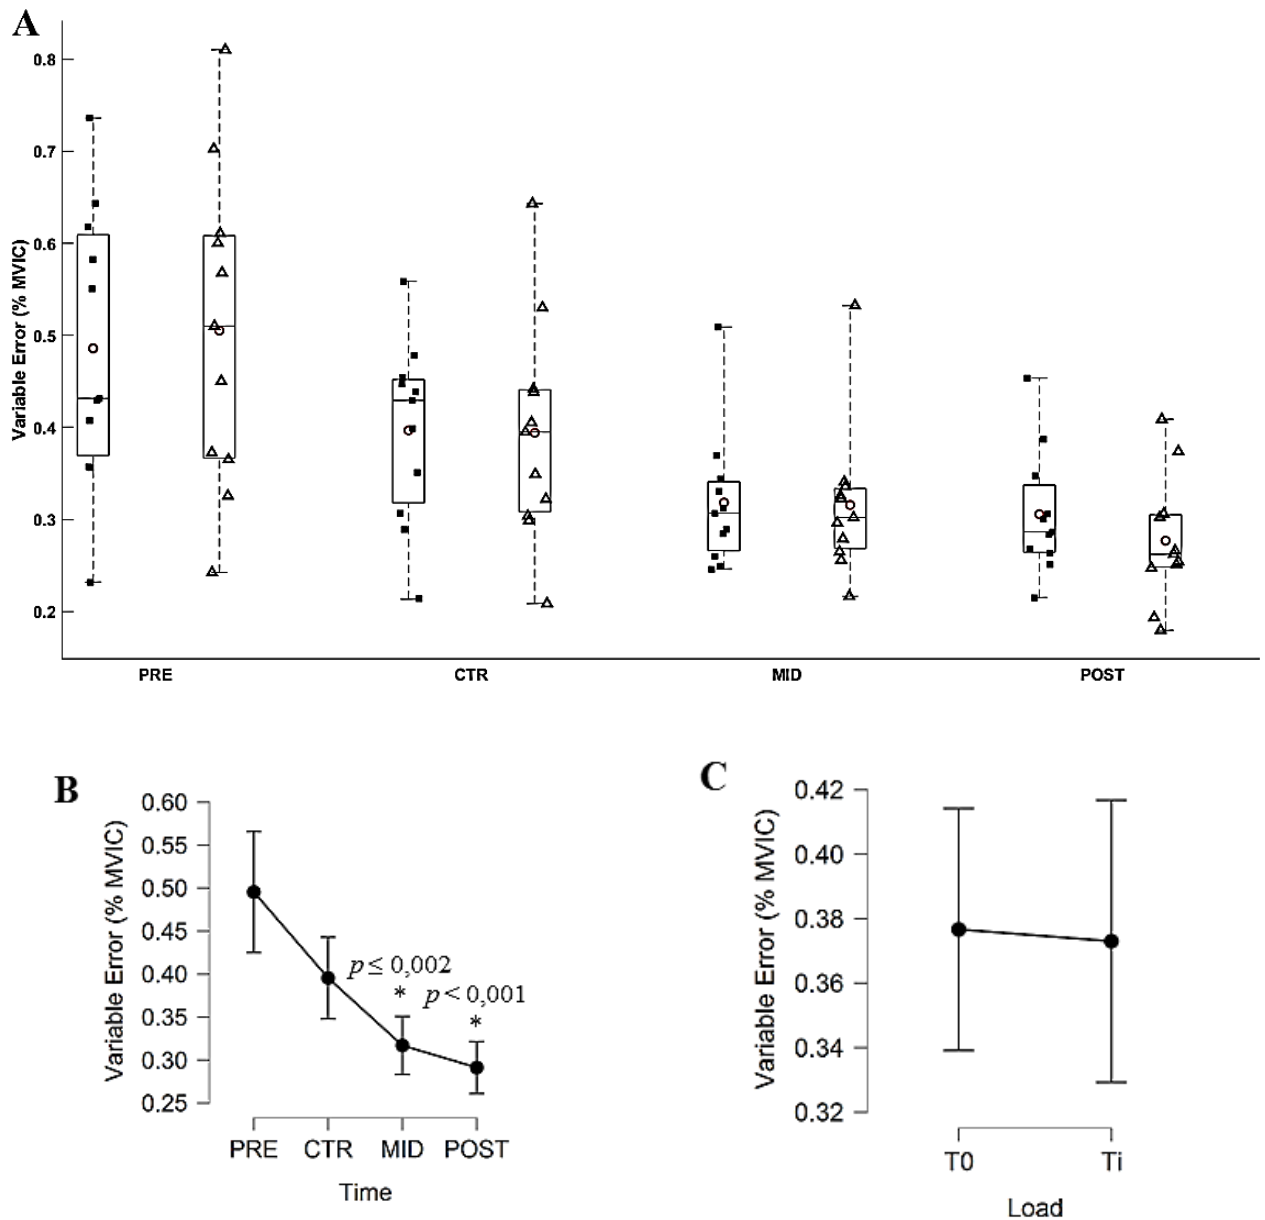 A
0.8
0.7
0.6
0.5
0.4
0.3
0.2
Variable Error (% MVIC)
PRE CTR MID POST
B
0.60
0.55
0.50
0.45
0.40
0.35
0.30
0.25
Variable Error (% MVIC)
p ≤ 0,002
*
p < 0,001
*
PRE CTR MID POST
Time
C
0.42
0.40
0.38
0.36
0.34
0.32
Variable Error (% MVIC)
T0 Ti
Load